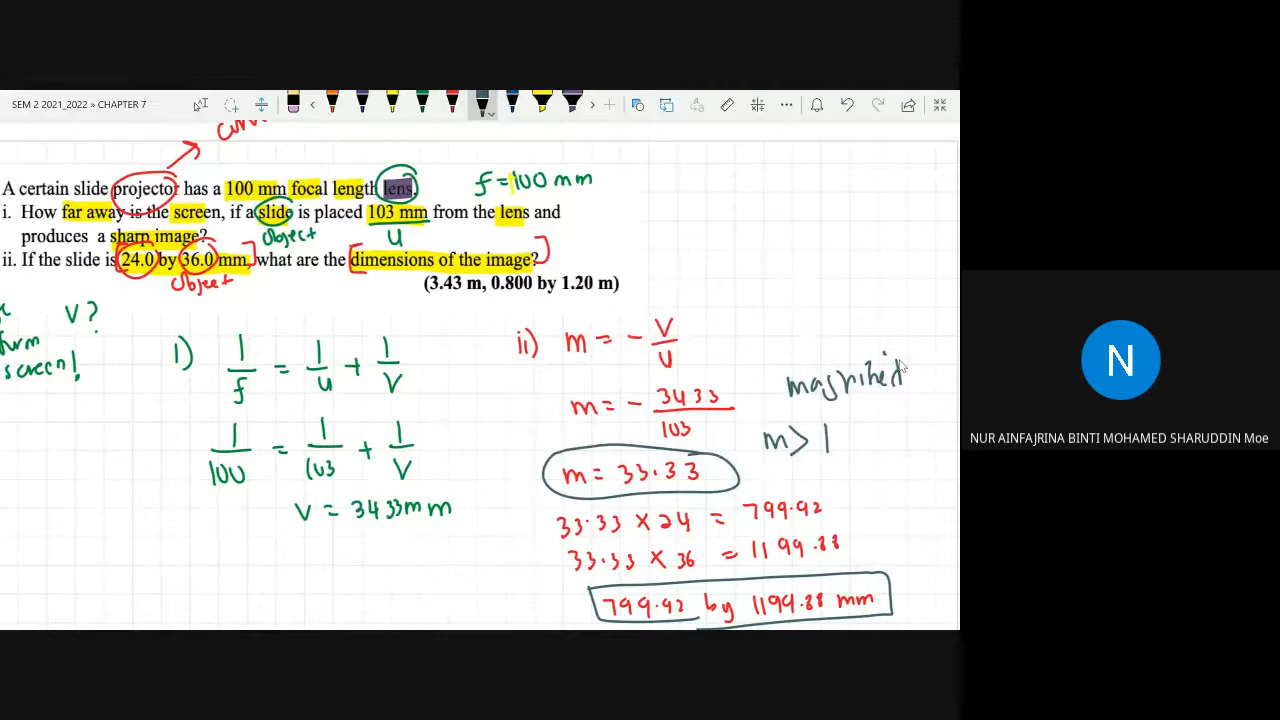 SEM 2 2021_2022 » CHAPTER 7
A certain slide projector has a 100 mm focal length lens, f = 100 mm
i. How far away is the screen, if a slide is placed 103 mm from the lens and
produces a sharp image? object u
ii. If the slide is 24.0 by 36.0 mm, what are the dimensions of the image?
object
(3.43 m, 0.800 by 1.20 m)
V?
screen!
1) 1/f = 1/u + 1/V
1/100 = 1/103 + 1/V
V = 3433mm
ii) m = - V/U
m = - 3433/103
m = 33.33
33.33 × 24 = 799.92
33.33 × 36 = 1199.88
799.92 by 1199.88 mm
magnified
m > 1
N
NUR AINFAJRINA BINTI MOHAMED SHARUDDIN Moe